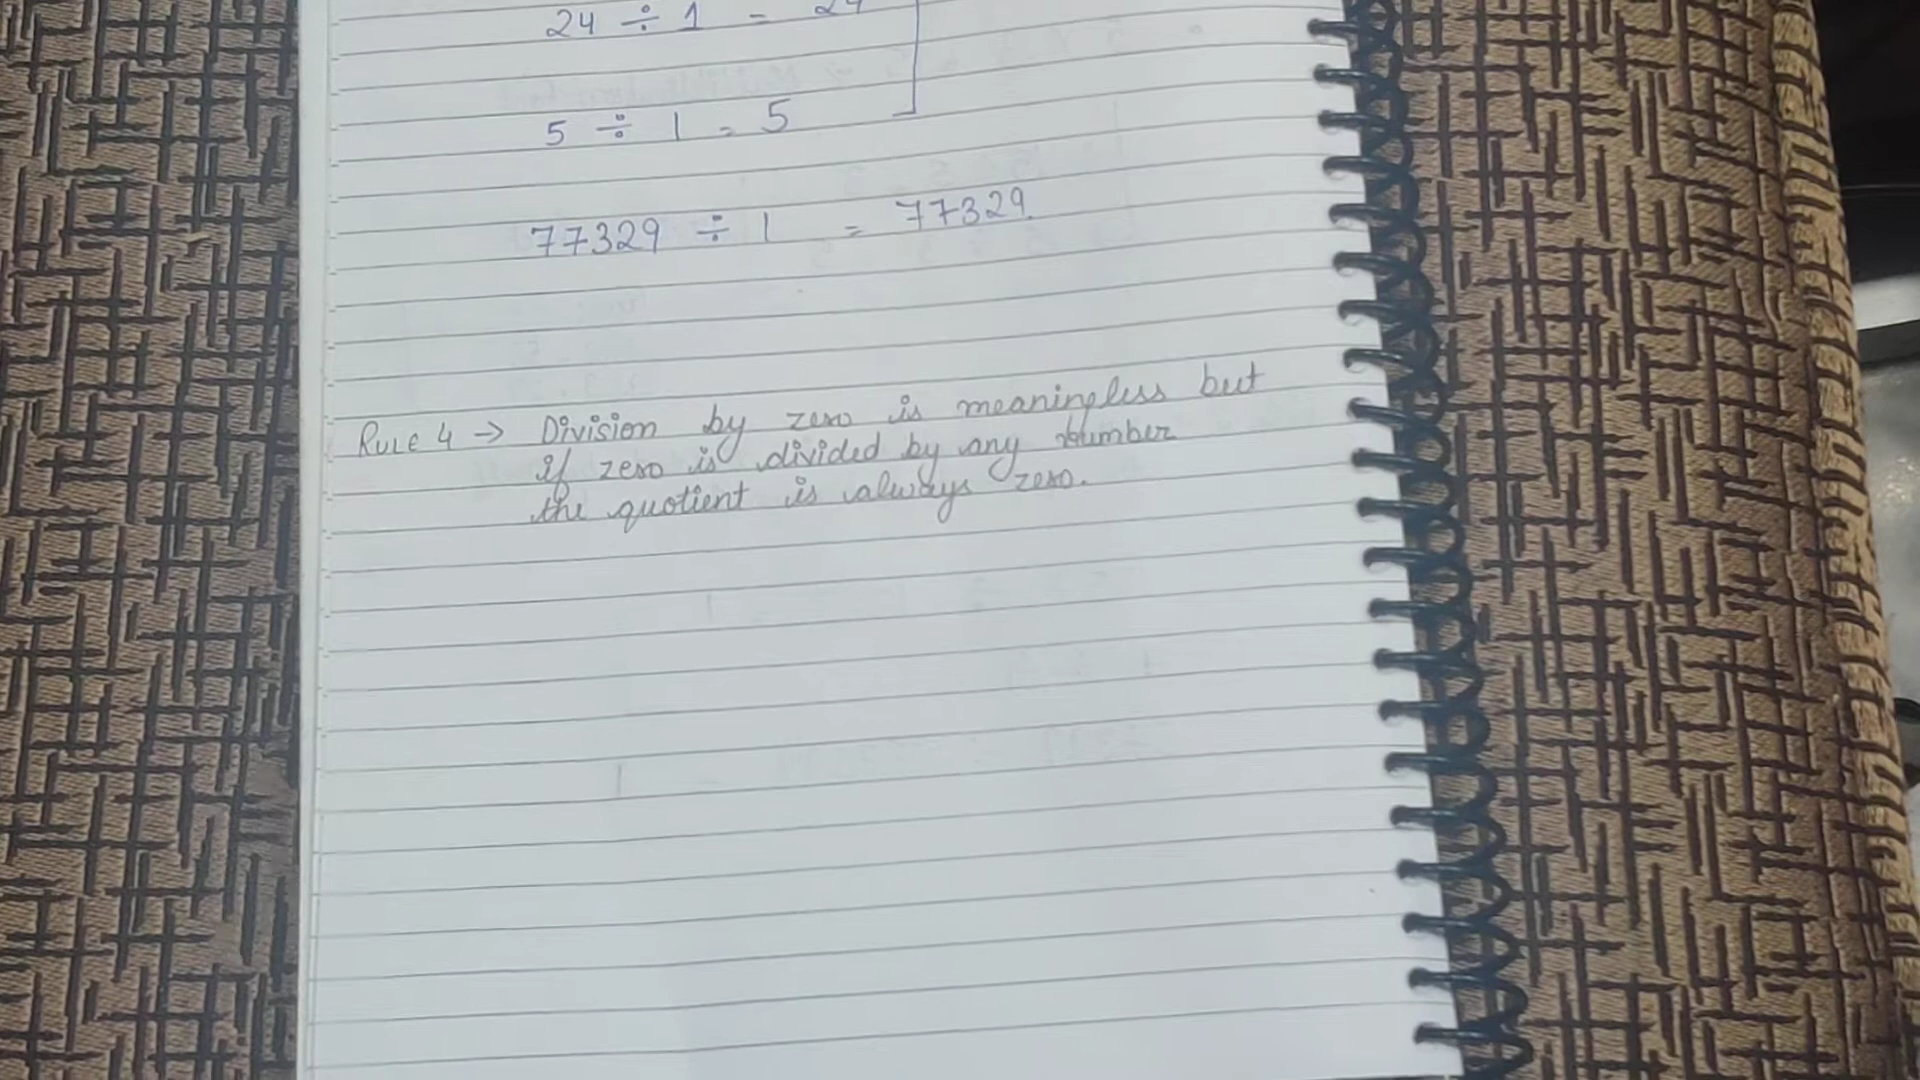 24 ÷ 1 = 24
5 ÷ 1 = 5
77329 ÷ 1 = 77329
Rule 4 → Division by zero is meaningless but
if zero is divided by any number
the quotient is always zero.